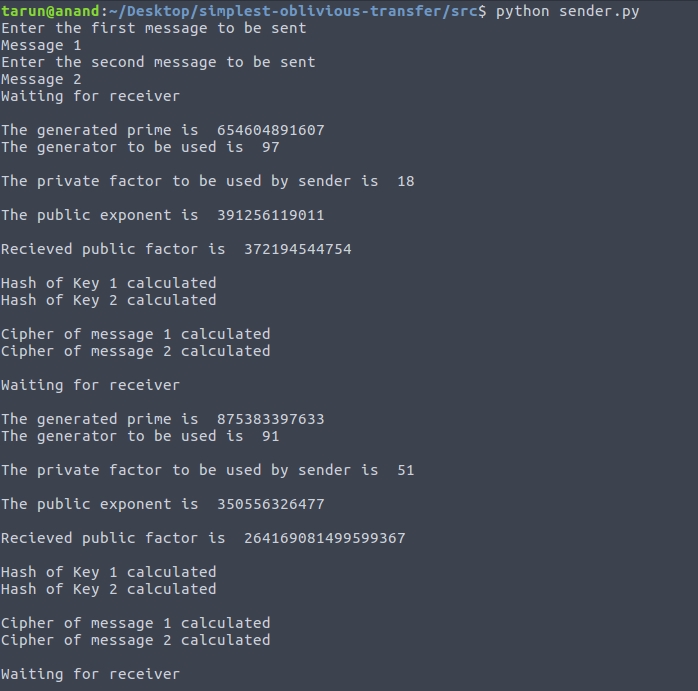 tarun@anand:~/Desktop/simplest-oblivious-transfer/src$ python sender.py
Enter the first message to be sent
Message 1
Enter the second message to be sent
Message 2
Waiting for receiver
The generated prime is  654604891607
The generator to be used is  97
The private factor to be used by sender is  18
The public exponent is  391256119011
Recieved public factor is  372194544754
Hash of Key 1 calculated
Hash of Key 2 calculated
Cipher of message 1 calculated
Cipher of message 2 calculated
Waiting for receiver
The generated prime is  875383397633
The generator to be used is  91
The private factor to be used by sender is  51
The public exponent is  350556326477
Recieved public factor is  264169081499599367
Hash of Key 1 calculated
Hash of Key 2 calculated
Cipher of message 1 calculated
Cipher of message 2 calculated
Waiting for receiver